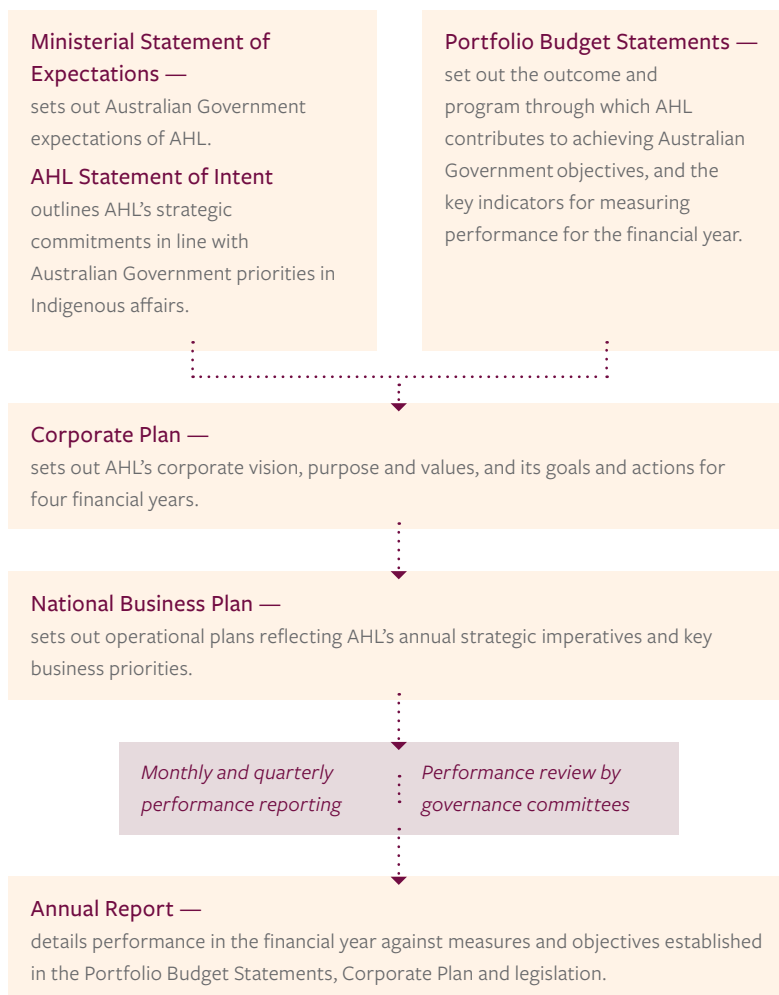 Ministerial Statement of
Expectations —
sets out Australian Government
expectations of AHL.
AHL Statement of Intent
outlines AHL’s strategic
commitments in line with
Australian Government priorities in
Indigenous affairs.
Portfolio Budget Statements —
set out the outcome and
program through which AHL
contributes to achieving Australian
Government objectives, and the
key indicators for measuring
performance for the financial year.
Corporate Plan —
sets out AHL’s corporate vision, purpose and values, and its goals and actions for
four financial years.
National Business Plan —
sets out operational plans reflecting AHL’s annual strategic imperatives and key
business priorities.
Monthly and quarterly
performance reporting
Performance review by
governance committees
Annual Report —
details performance in the financial year against measures and objectives established
in the Portfolio Budget Statements, Corporate Plan and legislation.